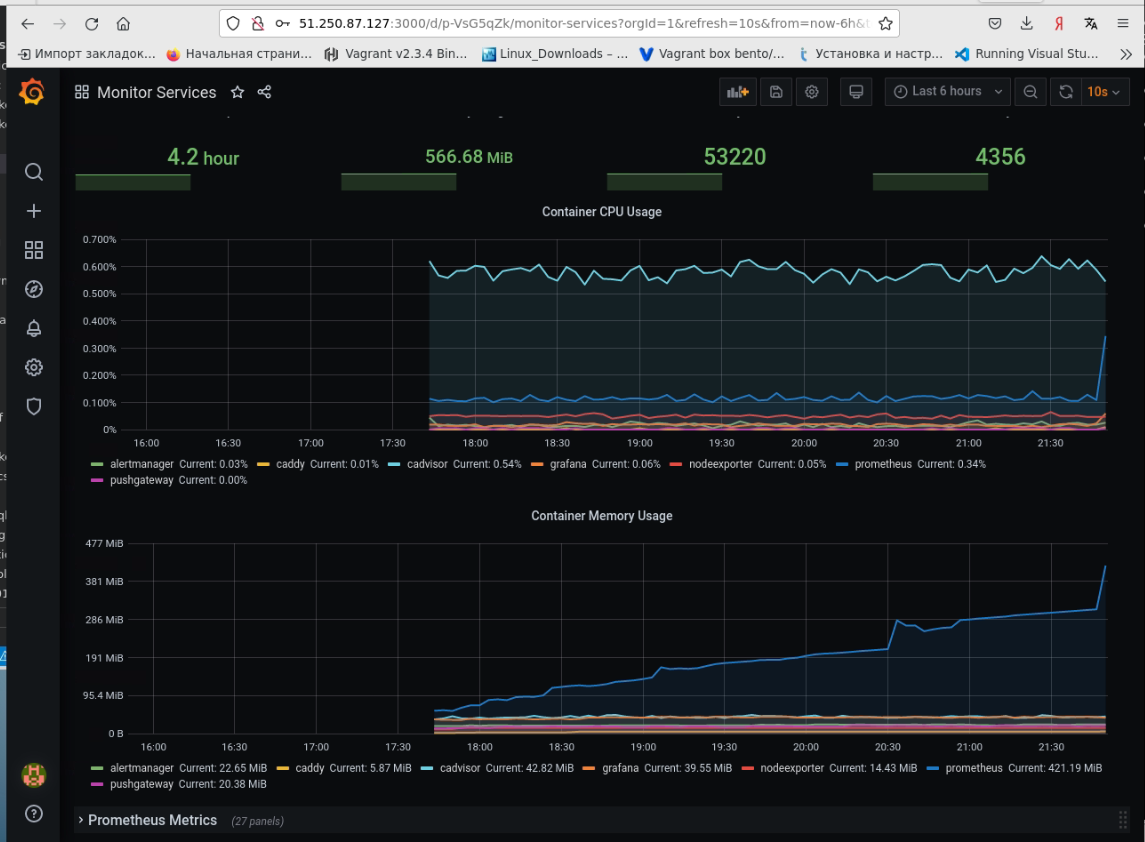 51.250.87.127:3000/d/p-VsG5qZk/monitor-services?orgId=1&refresh=10s&from=now-6h&
Импорт закладок... Начальная страни... Vagrant v2.3.4 Bin... Linux_Downloads – ... Vagrant box bento/... Установка и настр... Running Visual Stu...
Monitor Services
Last 6 hours
10s
4.2 hour 566.68 MiB 53220 4356
Container CPU Usage
0.700%
0.600%
0.500%
0.400%
0.300%
0.200%
0.100%
0%
16:00 16:30 17:00 17:30 18:00 18:30 19:00 19:30 20:00 20:30 21:00 21:30
alertmanager Current: 0.03% caddy Current: 0.01% cadvisor Current: 0.54% grafana Current: 0.06% nodeexporter Current: 0.05% prometheus Current: 0.34%
pushgateway Current: 0.00%
Container Memory Usage
477 MiB
381 MiB
286 MiB
191 MiB
95.4 MiB
0 B
16:00 16:30 17:00 17:30 18:00 18:30 19:00 19:30 20:00 20:30 21:00 21:30
alertmanager Current: 22.65 MiB caddy Current: 5.87 MiB cadvisor Current: 42.82 MiB grafana Current: 39.55 MiB nodeexporter Current: 14.43 MiB prometheus Current: 421.19 MiB
pushgateway Current: 20.38 MiB
Prometheus Metrics (27 panels)